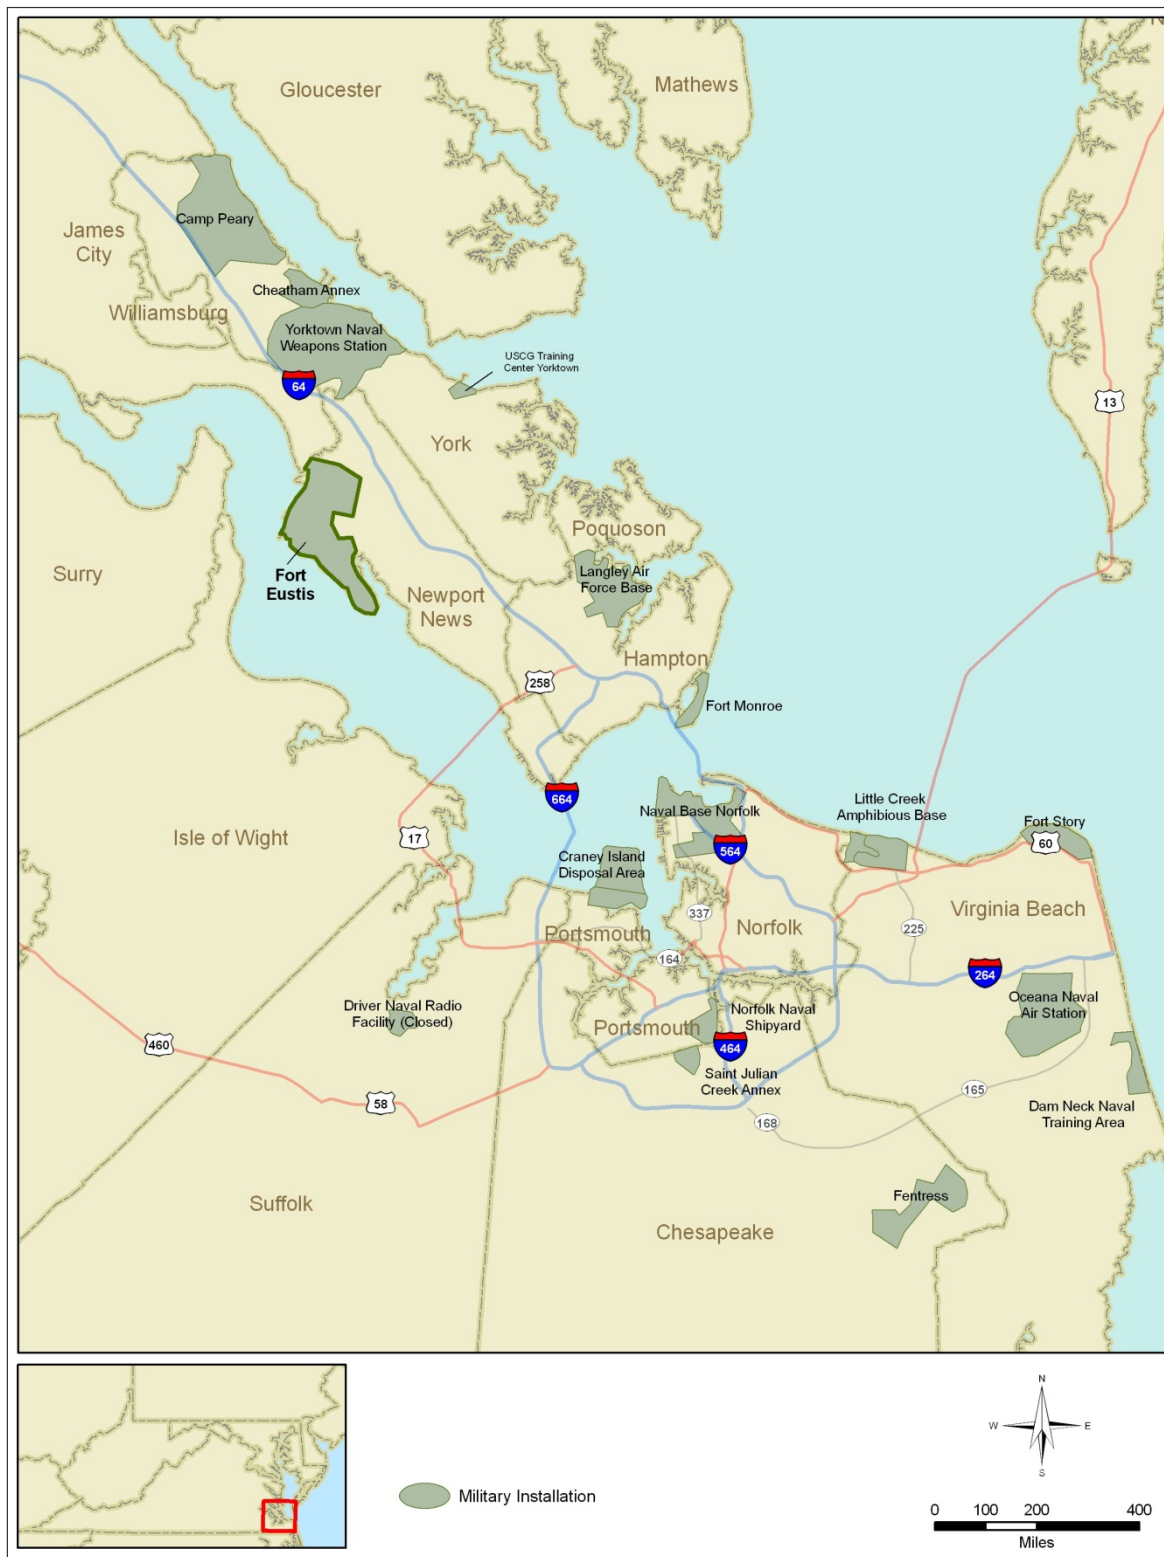 Gloucester
Mathews
Camp Peary
James
City
Cheatham Annex
Williamsburg
Yorktown Naval
Weapons Station
USCG Training
Center Yorktown
64
13
York
Poquoson
Surry
Fort
Eustis
Langley Air
Force Base
Newport
News
Hampton
258
Fort Monroe
664
Naval Base Norfolk
Little Creek
Amphibious Base
Fort Story
60
Isle of Wight
17
564
Craney Island
Disposal Area
337
Norfolk
Virginia Beach
Portsmouth
225
164
264
Driver Naval Radio
Facility (Closed)
Oceana Naval
Air Station
Norfolk Naval
Shipyard
Portsmouth
460
464
Saint Julian
Creek Annex
58
165
168
Dam Neck Naval
Training Area
Suffolk
Fentress
Chesapeake
N
W E
S
Military Installation
0 100 200 400
Miles